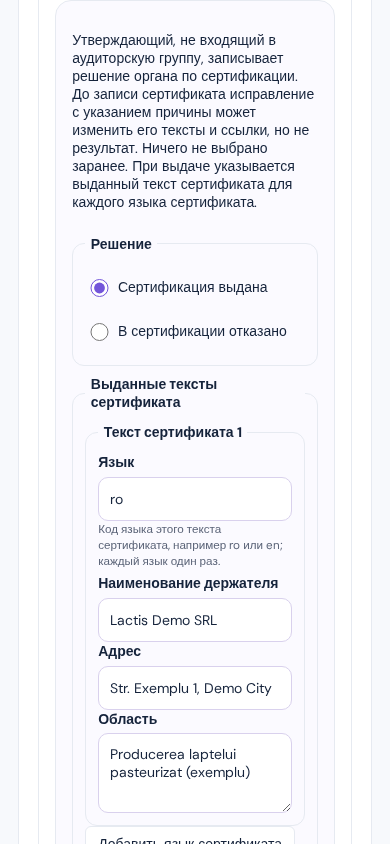 Утверждающий, не входящий в
аудиторскую группу, записывает
решение органа по сертификации.
До записи сертификата исправление
с указанием причины может
изменить его тексты и ссылки, но не
результат. Ничего не выбрано
заранее. При выдаче указывается
выданный текст сертификата для
каждого языка сертификата.
Решение
Сертификация выдана
В сертификации отказано
Выданные тексты
сертификата
Текст сертификата 1
Язык
ro
Код языка этого текста
сертификата, например ro или en;
каждый язык один раз.
Наименование держателя
Lactis Demo SRL
Адрес
Str. Exemplu 1, Demo City
Область
Producerea laptelui
pasteurizat (exemplu)
Добавить язык сертификата